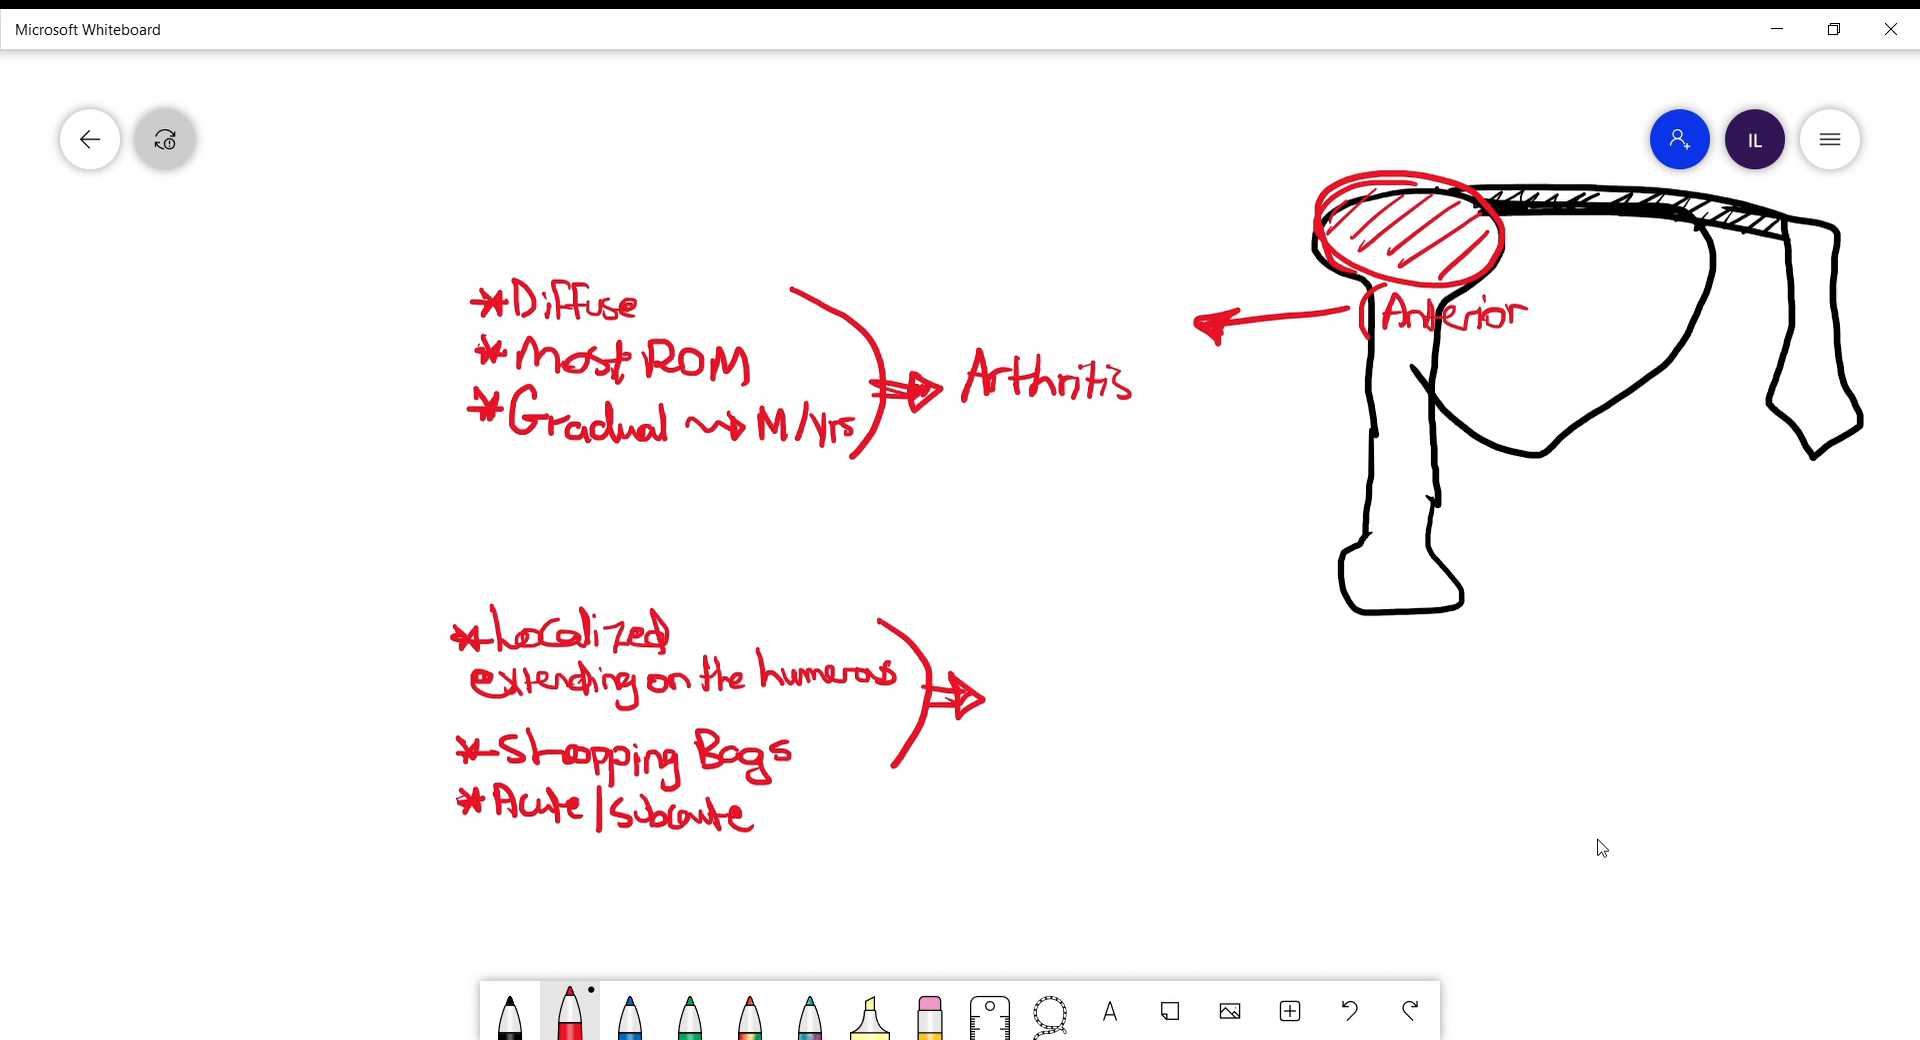 Microsoft Whiteboard
IL
*Diffuse
*Most ROM
*Gradual → M/yrs
⇒ Arthritis
Anterior
*Localized
extending on the humerus
*Shopping Bags
*Acute/Subacute
A